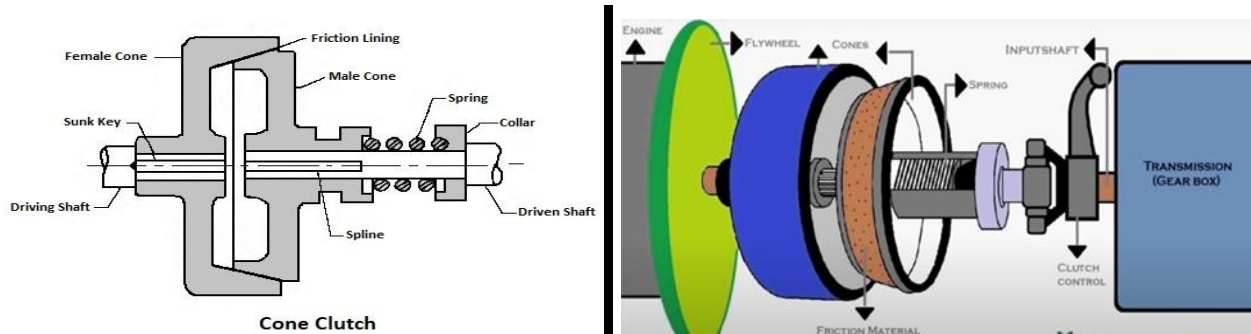 Friction Lining
Female Cone
Male Cone
Spring
Sunk Key
Collar
Driving Shaft
Driven Shaft
Spline
Cone Clutch
ENGINE
FLYWHEEL
CONES
INPUTSHAFT
SPRING
TRANSMISSION
(GEAR BOX)
CLUTCH
CONTROL
FRICTION MATERIAL